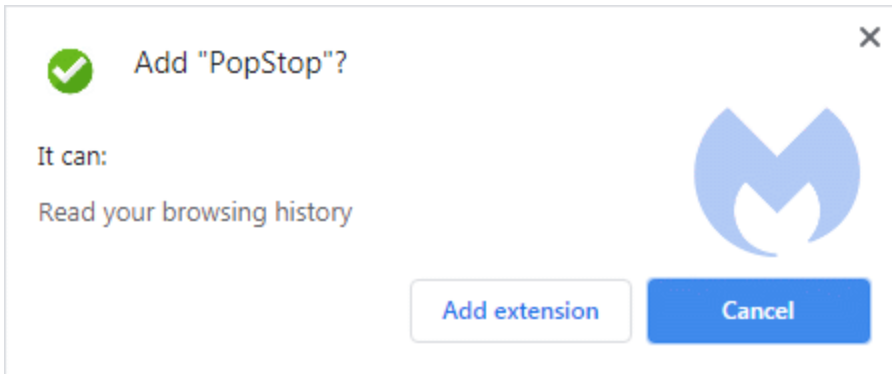 Add "PopStop"?
It can:
Read your browsing history
Add extension
Cancel